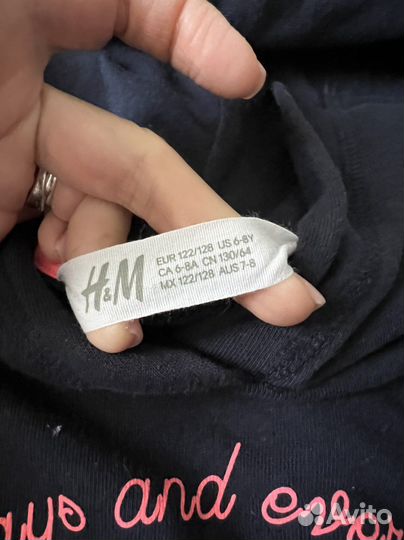 H&M
EUR 122/128 US 6-8Y
CA 6-8A, CN 130/64
MX 122/128 AUS 7-8
and
Avito